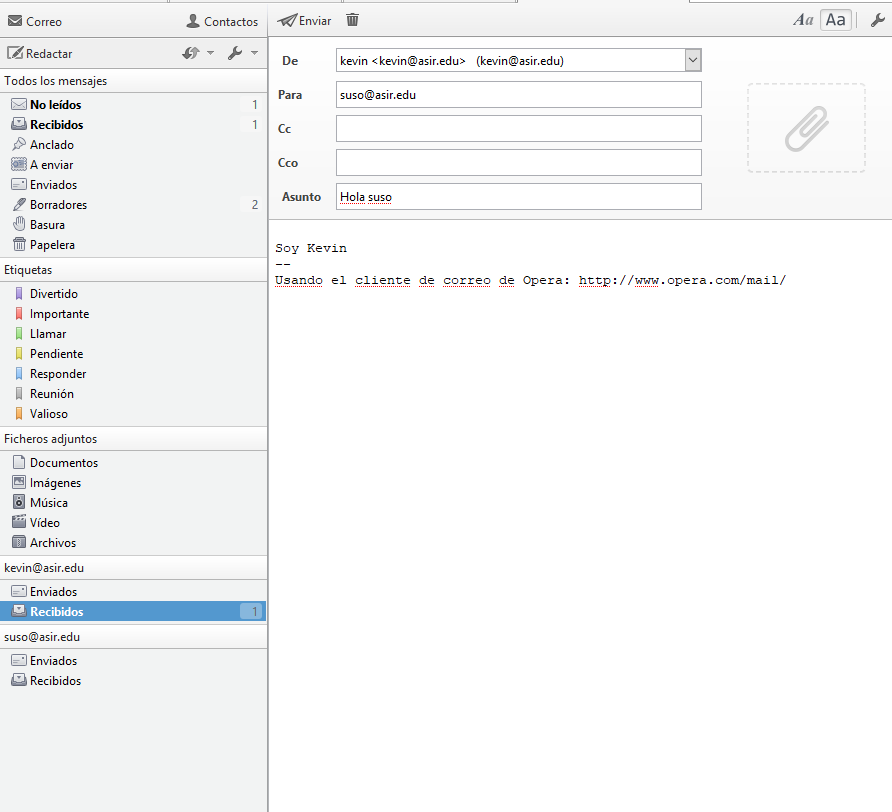 Correo Contactos
Redactar
Todos los mensajes
No leídos 1
Recibidos 1
Anclado
A enviar
Enviados
Borradores 2
Basura
Papelera
Etiquetas
Divertido
Importante
Llamar
Pendiente
Responder
Reunión
Valioso
Ficheros adjuntos
Documentos
Imágenes
Música
Vídeo
Archivos
kevin@asir.edu
Enviados
Recibidos 1
suso@asir.edu
Enviados
Recibidos
Enviar Aa Aa
De kevin <kevin@asir.edu> (kevin@asir.edu)
Para suso@asir.edu
Cc
Cco
Asunto Hola suso
Soy Kevin
--
Usando el cliente de correo de Opera: http://www.opera.com/mail/